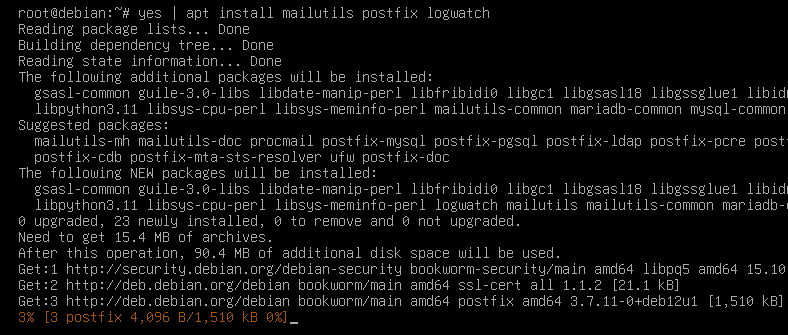 root@debian:~# yes | apt install mailutils postfix logwatch
Reading package lists... Done
Building dependency tree... Done
Reading state information... Done
The following additional packages will be installed:
gsasl-common guile-3.0-libs libdate-manip-perl libfribidi0 libgc1 libgsasl18 libgssglue1 libidn
libpython3.11 libsys-cpu-perl libsys-meminfo-perl mailutils-common mariadb-common mysql-common
Suggested packages:
mailutils-mh mailutils-doc procmail postfix-mysql postfix-pgsql postfix-ldap postfix-pcre post
postfix-cdb postfix-mta-sts-resolver ufw postfix-doc
The following NEW packages will be installed:
gsasl-common guile-3.0-libs libdate-manip-perl libfribidi0 libgc1 libgsasl18 libgssglue1 libidn
libpython3.11 libsys-cpu-perl libsys-meminfo-perl logwatch mailutils mailutils-common mariadb-
0 upgraded, 23 newly installed, 0 to remove and 0 not upgraded.
Need to get 15.4 MB of archives.
After this operation, 90.4 MB of additional disk space will be used.
Get:1 http://security.debian.org/debian-security bookworm-security/main amd64 libpq5 amd64 15.10
Get:2 http://deb.debian.org/debian bookworm/main amd64 ssl-cert all 1.1.2 [21.1 kB]
Get:3 http://deb.debian.org/debian bookworm/main amd64 postfix amd64 3.7.11-0+deb12u1 [1,510 kB]
3% [3 postfix 4,096 B/1,510 kB 0%]_